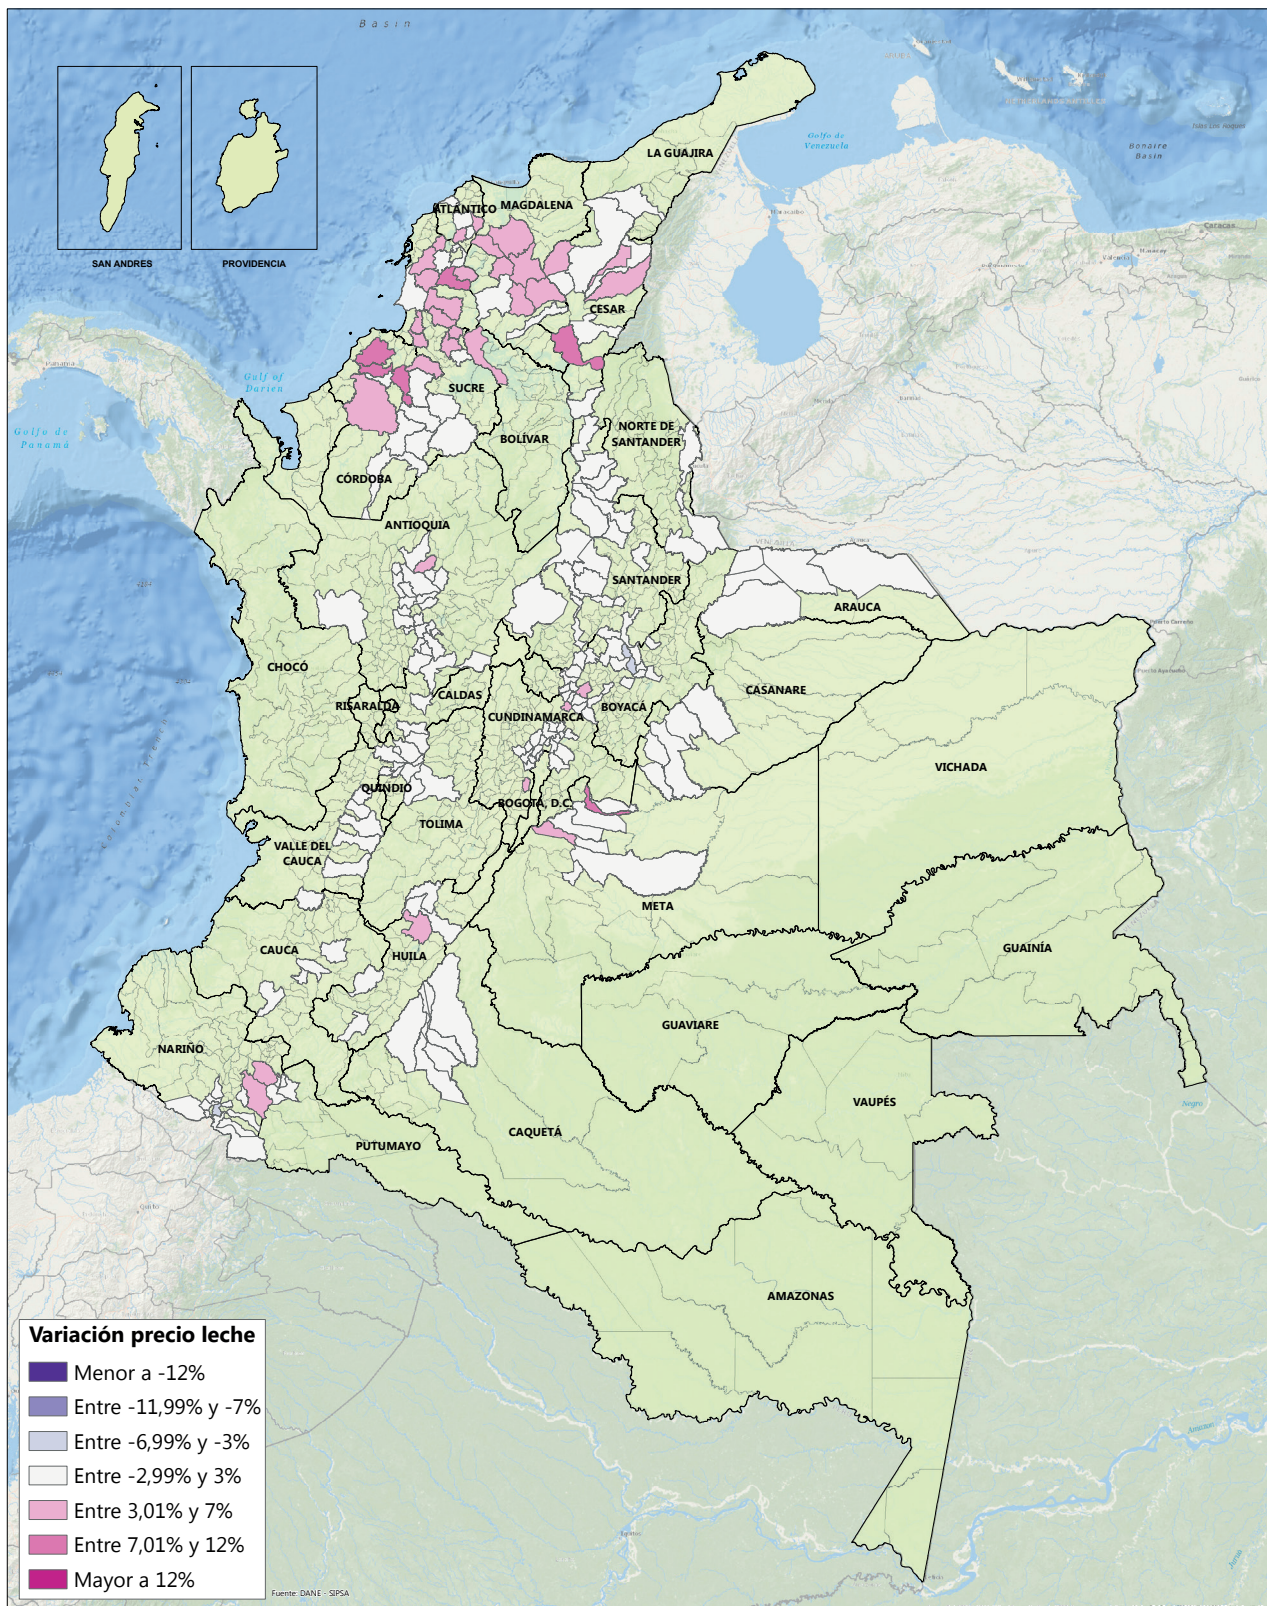 Basin
SAN ANDRES
PROVIDENCIA
Golfo de
Venezuela
Bonaire
Basin
Caracas
LA GUAJIRA
ATLÁNTICO
MAGDALENA
CESAR
Gulf of
Darien
Golfo de
Panamá
SUCRE
BOLÍVAR
NORTE DE
SANTANDER
CÓRDOBA
ANTIOQUIA
SANTANDER
ARAUCA
CHOCÓ
RISARALDA
CALDAS
CUNDINAMARCA
BOYACÁ
CASANARE
VICHADA
QUINDIO
BOGOTÁ, D.C.
TOLIMA
VALLE DEL
CAUCA
META
CAUCA
HUILA
GUAINÍA
GUAVIARE
NARIÑO
VAUPÉS
CAQUETÁ
PUTUMAYO
Negro
Quito
AMAZONAS
Amazon
Variación precio leche
Menor a -12%
Entre -11,99% y -7%
Entre -6,99% y -3%
Entre -2,99% y 3%
Entre 3,01% y 7%
Entre 7,01% y 12%
Mayor a 12%
Fuente: DANE - SIPSA